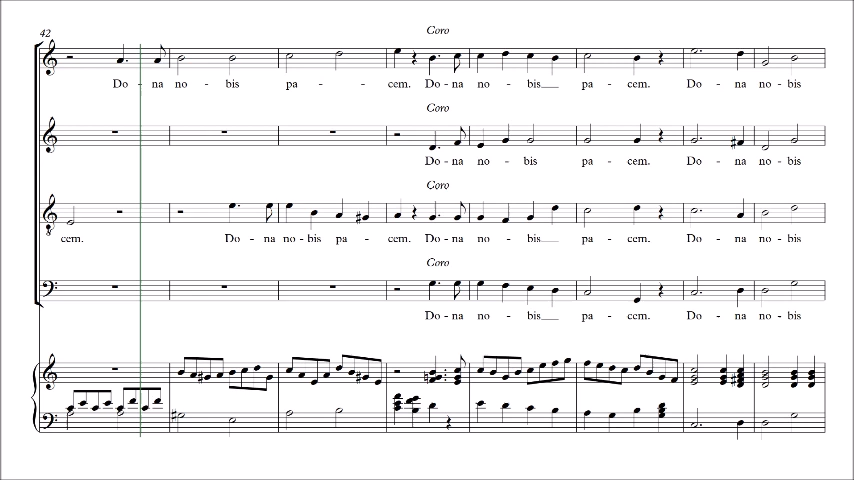 42
Coro
Do - na no - bis pa - - cem. Do - na no - bis pa - cem. Do - na no - bis
Coro
Do - na no - bis pa - cem. Do - na no - bis
Coro
cem. Do - na no - bis pa - cem. Do - na no - bis pa - cem. Do - na no - bis
Coro
Do - na no - bis pa - cem. Do - na no - bis